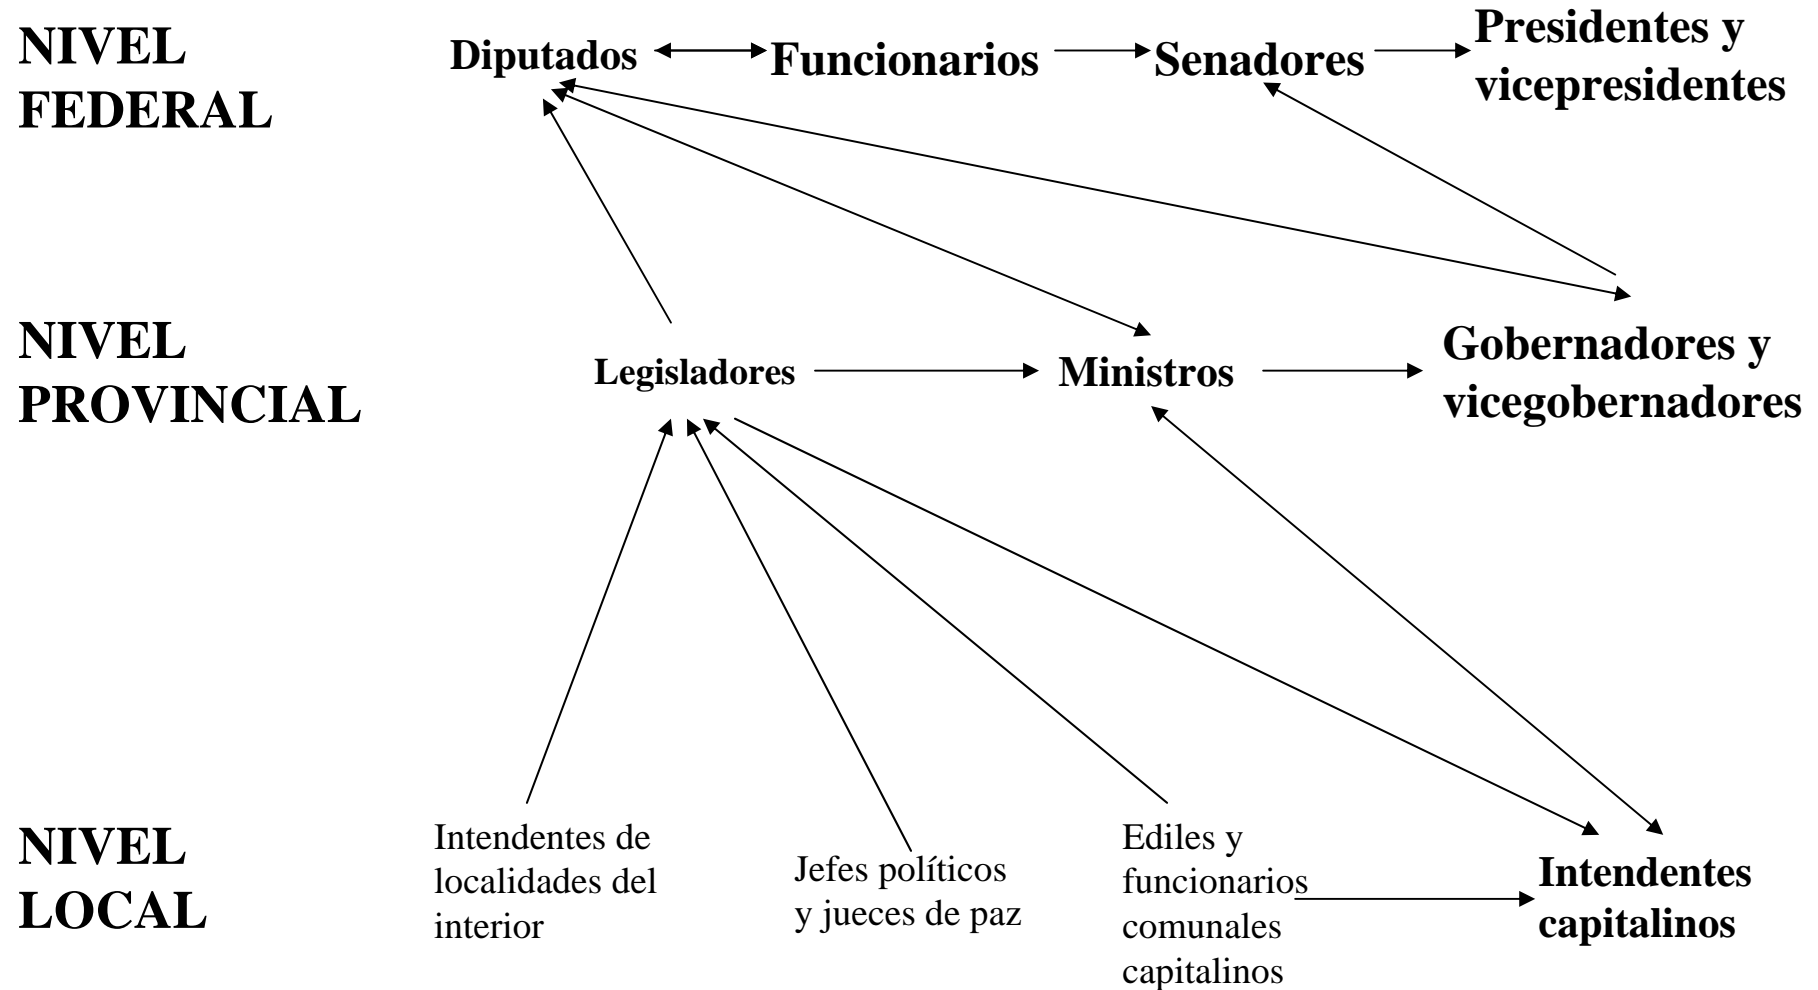 NIVEL
FEDERAL
Diputados
Funcionarios
Senadores
Presidentes y
vicepresidentes
NIVEL
PROVINCIAL
Legisladores
Ministros
Gobernadores y
vicegobernadores
NIVEL
LOCAL
Intendentes de
localidades del
interior
Jefes políticos
y jueces de paz
Ediles y
funcionarios
comunales
capitalinos
Intendentes
capitalinos